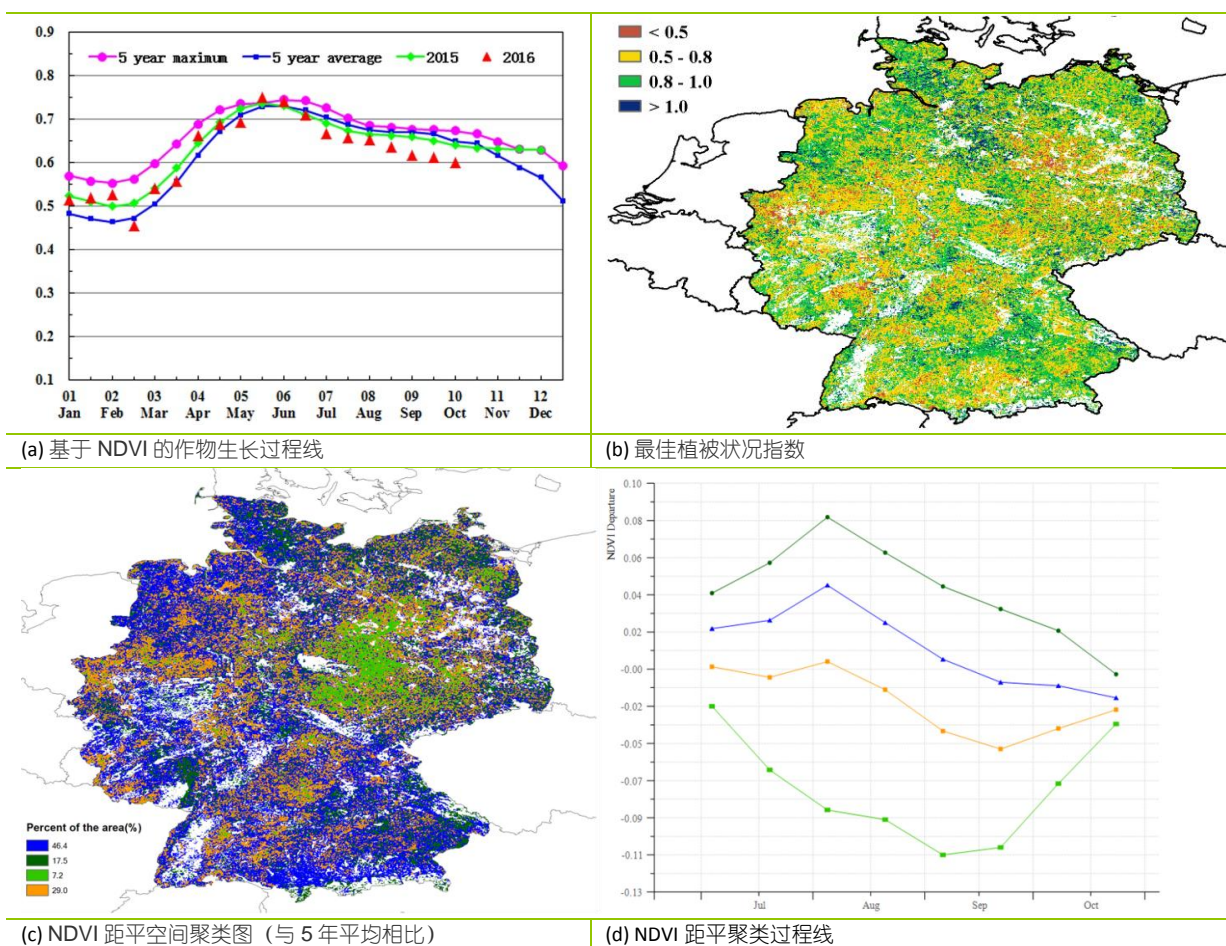 0.9
0.8
0.7
0.6
0.5
0.4
0.3
0.2
0.1
5 year maximum 5 year average 2015 2016
01 02 03 04 05 06 07 08 09 10 11 12
Jan Feb Mar Apr May Jun Jul Aug Sep Oct Nov Dec
< 0.5
0.5 - 0.8
0.8 - 1.0
> 1.0
(a) 基于 NDVI 的作物生长过程线
(b) 最佳植被状况指数
Percent of the area(%)
46.4
17.5
7.2
29.0
NDVI Departure
0.10
0.08
0.06
0.04
0.02
-0.00
-0.02
-0.05
-0.07
-0.09
-0.11
-0.13
Jul Aug Sep Oct
(c) NDVI 距平空间聚类图（与 5 年平均相比）
(d) NDVI 距平聚类过程线